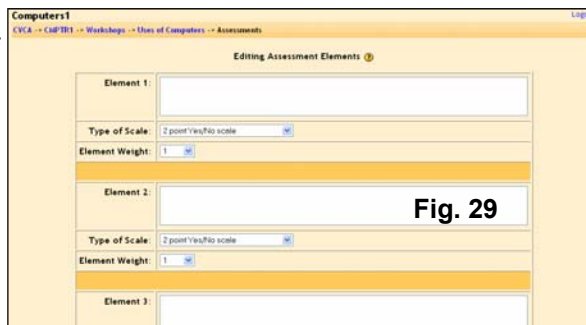 Computers1
Logi
CVCA -> CMPTR1 -> Workshops -> Uses of Computers -> Assessments
Editing Assessment Elements
Element 1:
Type of Scale: 2 point Yes/No scale
Element Weight: 1
Element 2:
Fig. 29
Type of Scale: 2 point Yes/No scale
Element Weight: 1
Element 3: